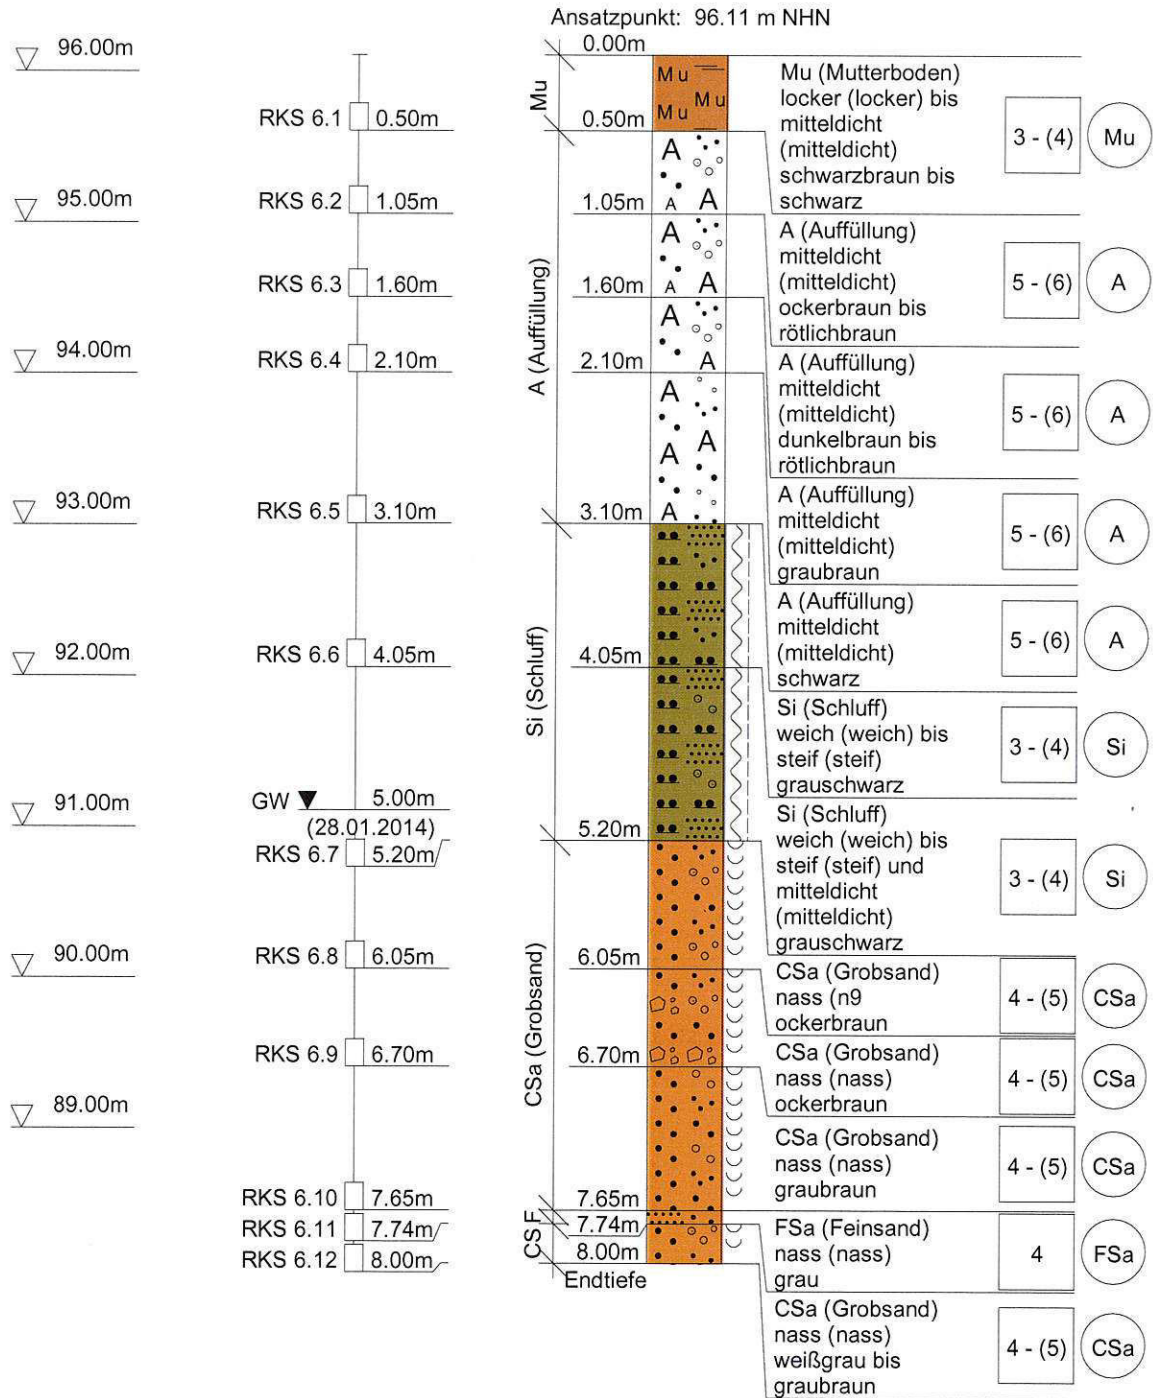 Ansatzpunkt: 96.11 m NHN
96.00m
95.00m
94.00m
93.00m
92.00m
91.00m
90.00m
89.00m
RKS 6.1 0.50m
RKS 6.2 1.05m
RKS 6.3 1.60m
RKS 6.4 2.10m
RKS 6.5 3.10m
RKS 6.6 4.05m
GW 5.00m
(28.01.2014)
RKS 6.7 5.20m
RKS 6.8 6.05m
RKS 6.9 6.70m
RKS 6.10 7.65m
RKS 6.11 7.74m
RKS 6.12 8.00m
Mu
A (Auffüllung)
Si (Schluff)
CSa (Grobsand)
F
CS
0.00m
0.50m
1.05m
1.60m
2.10m
3.10m
4.05m
5.20m
6.05m
6.70m
7.65m
7.74m
8.00m
Endtiefe
Mu
Mu
Mu
A
A A
A
A A
A
A
A
A
A
Mu (Mutterboden)
locker (locker) bis
mitteldicht
(mitteldicht)
schwarzbraun bis
schwarz
3 - (4) Mu
A (Auffüllung)
mitteldicht
(mitteldicht)
ockerbraun bis
rötlichbraun
5 - (6) A
A (Auffüllung)
mitteldicht
(mitteldicht)
dunkelbraun bis
rötlichbraun
5 - (6) A
A (Auffüllung)
mitteldicht
(mitteldicht)
graubraun
5 - (6) A
A (Auffüllung)
mitteldicht
(mitteldicht)
schwarz
5 - (6) A
Si (Schluff)
weich (weich) bis
steif (steif)
grauschwarz
3 - (4) Si
Si (Schluff)
weich (weich) bis
steif (steif) und
mitteldicht
(mitteldicht)
grauschwarz
3 - (4) Si
CSa (Grobsand)
nass (n9
ockerbraun
4 - (5) CSa
CSa (Grobsand)
nass (nass)
ockerbraun
4 - (5) CSa
CSa (Grobsand)
nass (nass)
graubraun
4 - (5) CSa
FSa (Feinsand)
nass (nass)
grau
4 FSa
CSa (Grobsand)
nass (nass)
weißgrau bis
graubraun
4 - (5) CSa